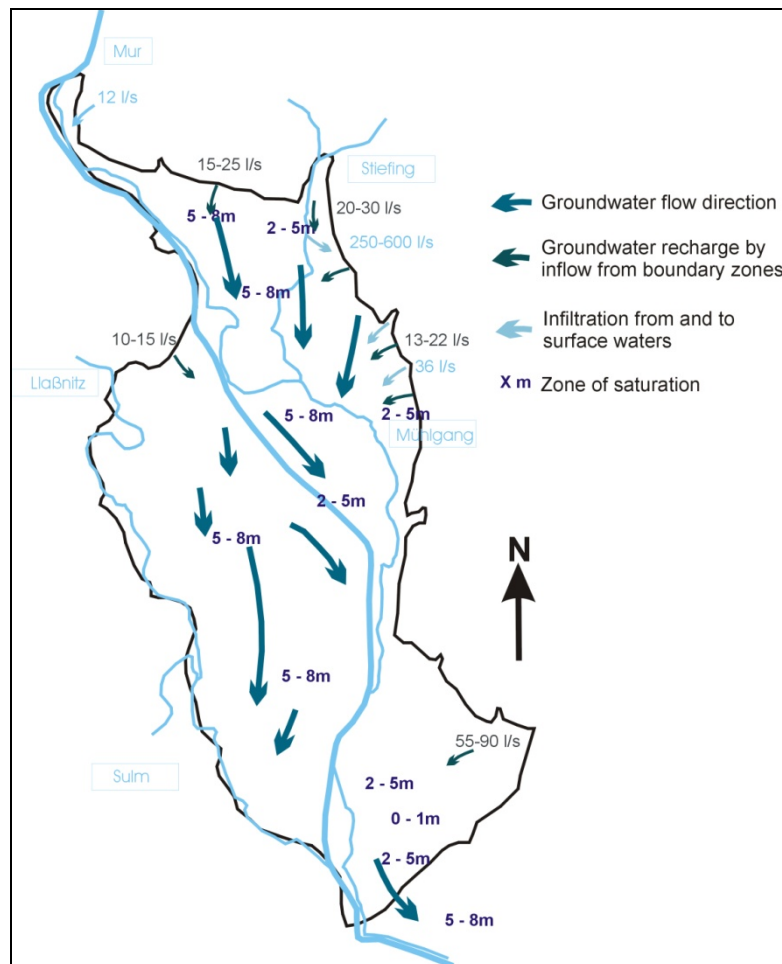 Mur
12 l/s
15-25 l/s
Stiefing
5 - 8m
20-30 l/s
2 - 5m
250-600 l/s
5 - 8m
10-15 l/s
13-22 l/s
Llaßnitz
36 l/s
5 - 8m
2 - 5m
Mühlgang
2 - 5m
5 - 8m
5 - 8m
Sulm
55-90 l/s
2 - 5m
0 - 1m
2 - 5m
5 - 8m
Groundwater flow direction
Groundwater recharge by
inflow from boundary zones
Infiltration from and to
surface waters
X m Zone of saturation
N